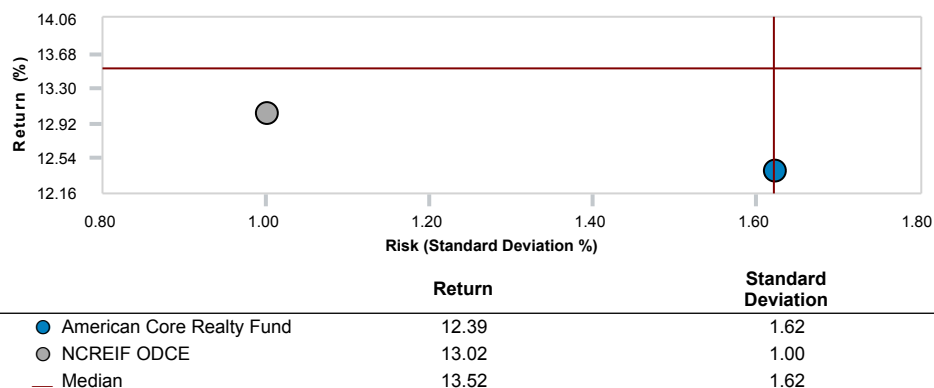 14.06
13.68
13.30
12.92
12.54
12.16
Return (%)
0.80 1.00 1.20 1.40 1.60 1.80
Risk (Standard Deviation %)
Return Standard Deviation
American Core Realty Fund 12.39 1.62
NCREIF ODCE 13.02 1.00
Median 13.52 1.62